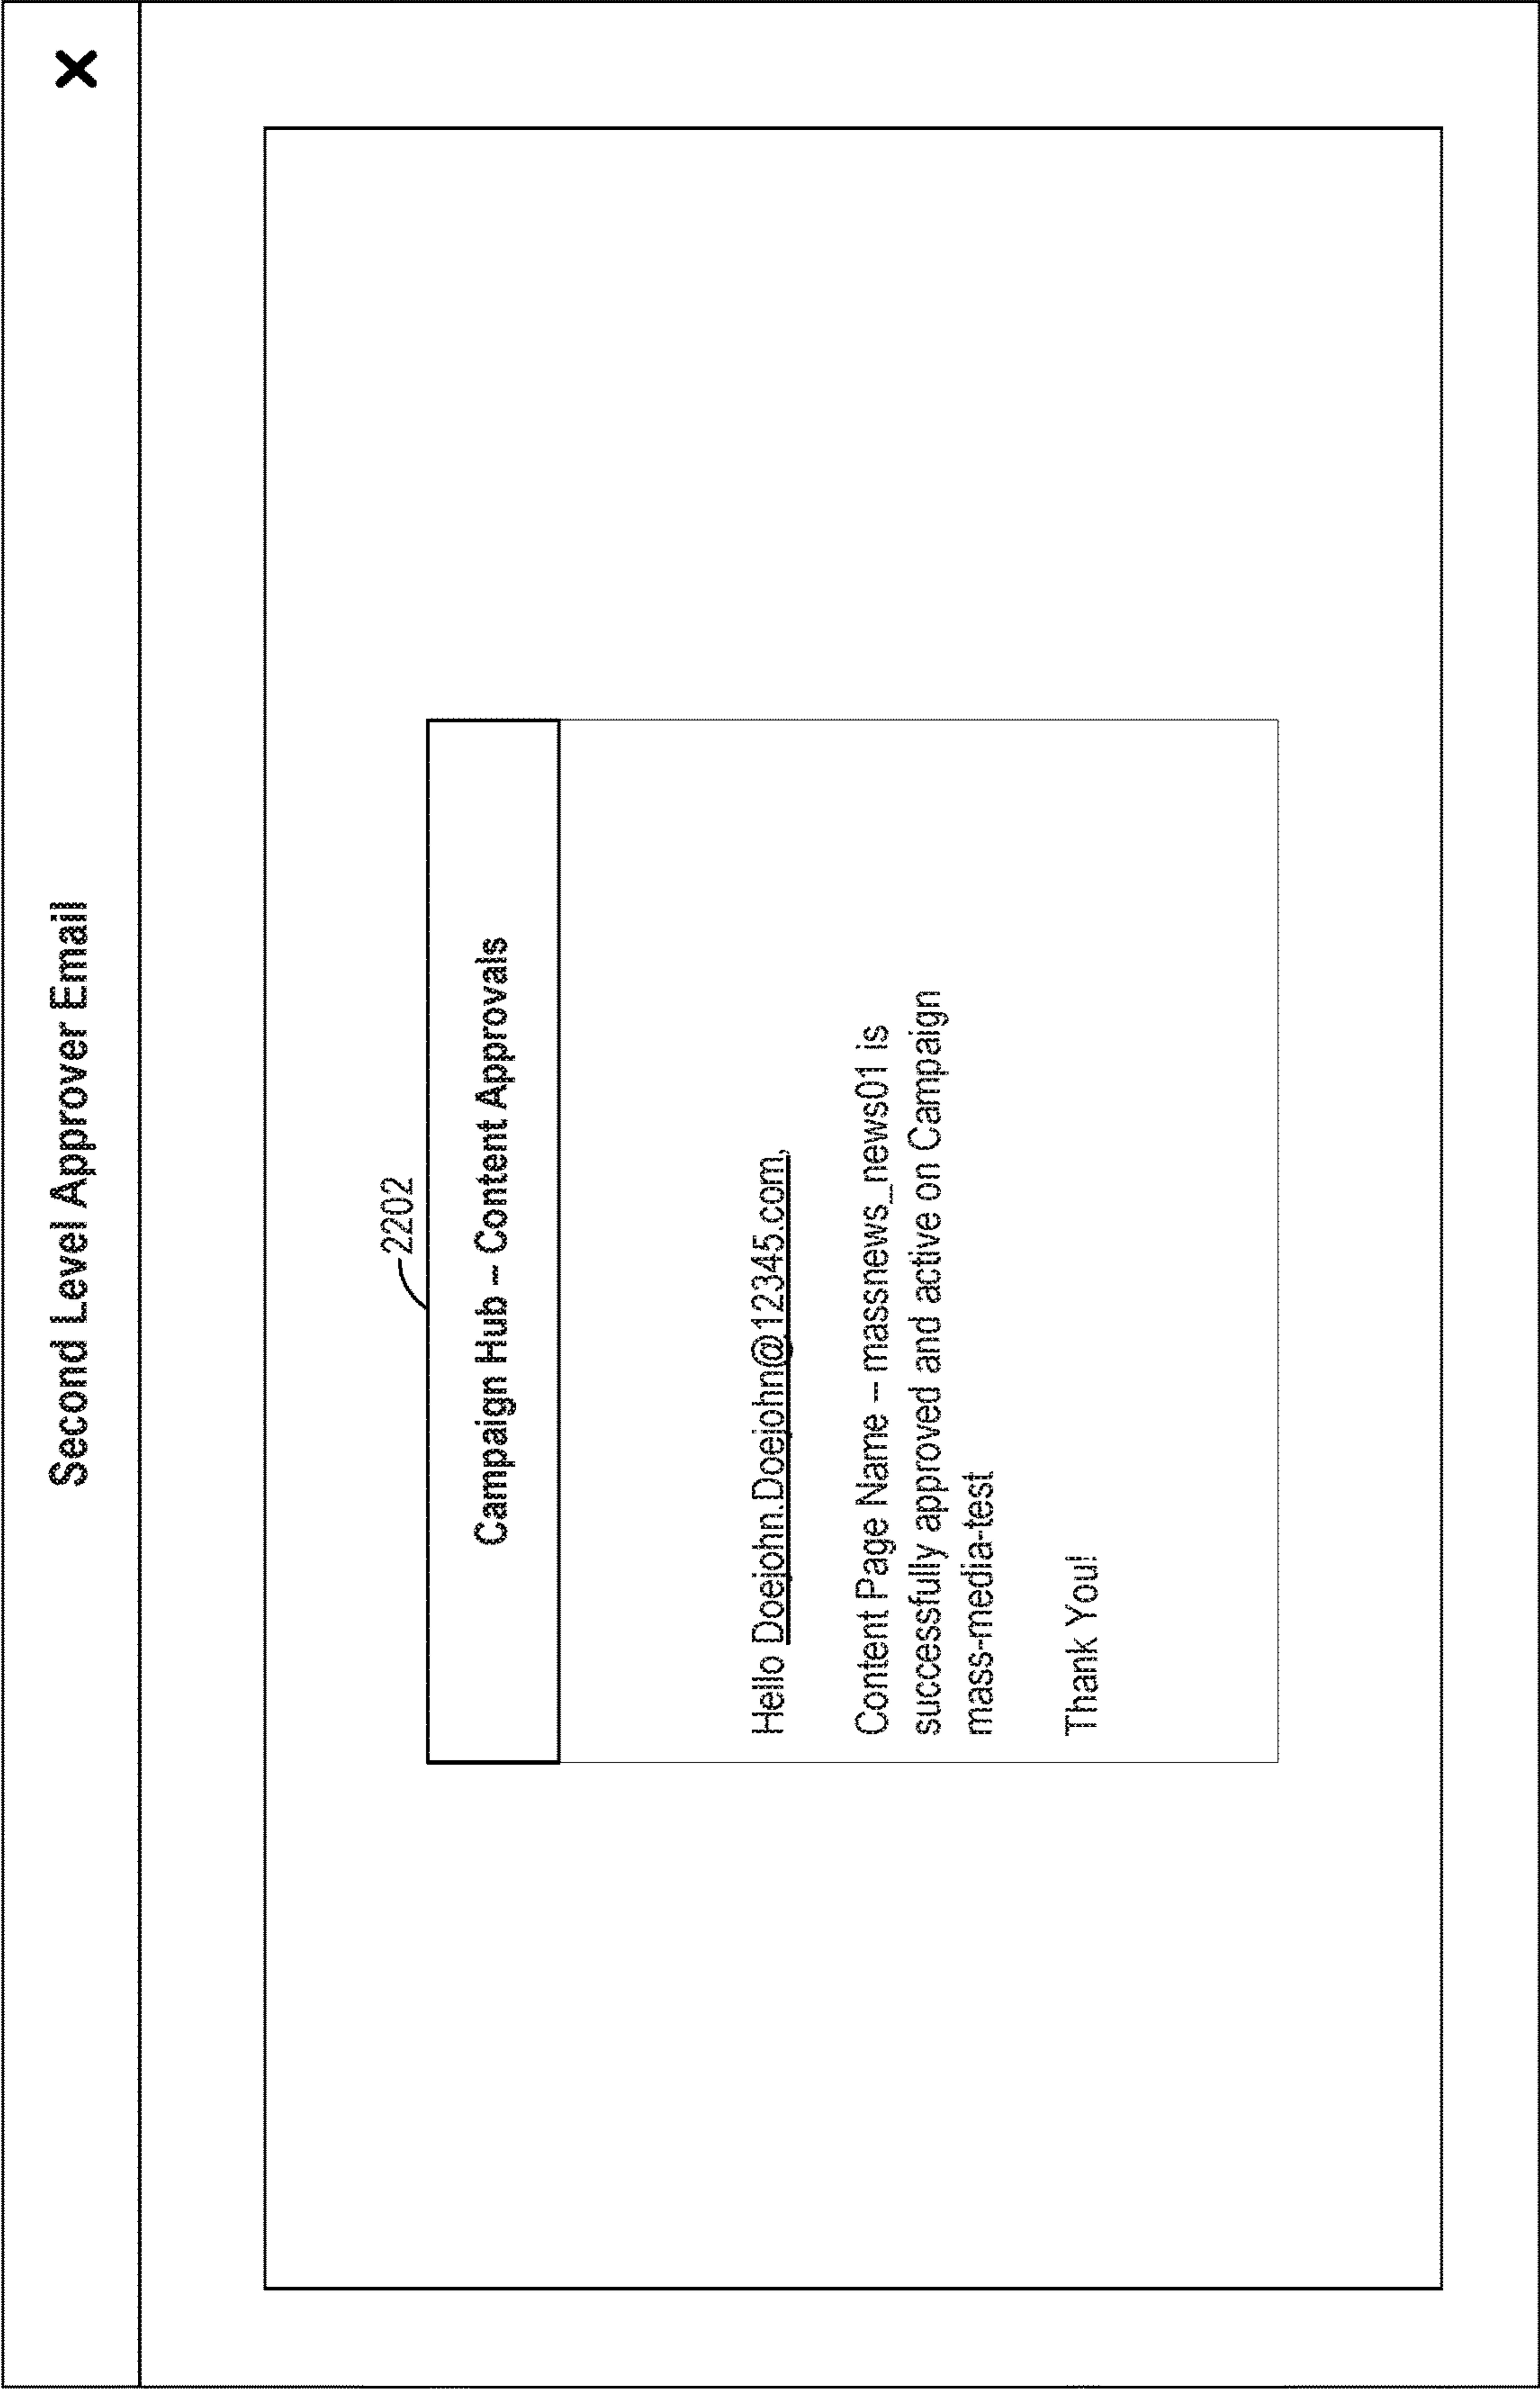 Second Level Approver Email
2202
Campaign Hub – Content Approvals
Hello Doejohn.Doejohn@12345.com,
Content Page Name – massnews_news01 is
successfully approved and active on Campaign
mass-media-test
Thank You!